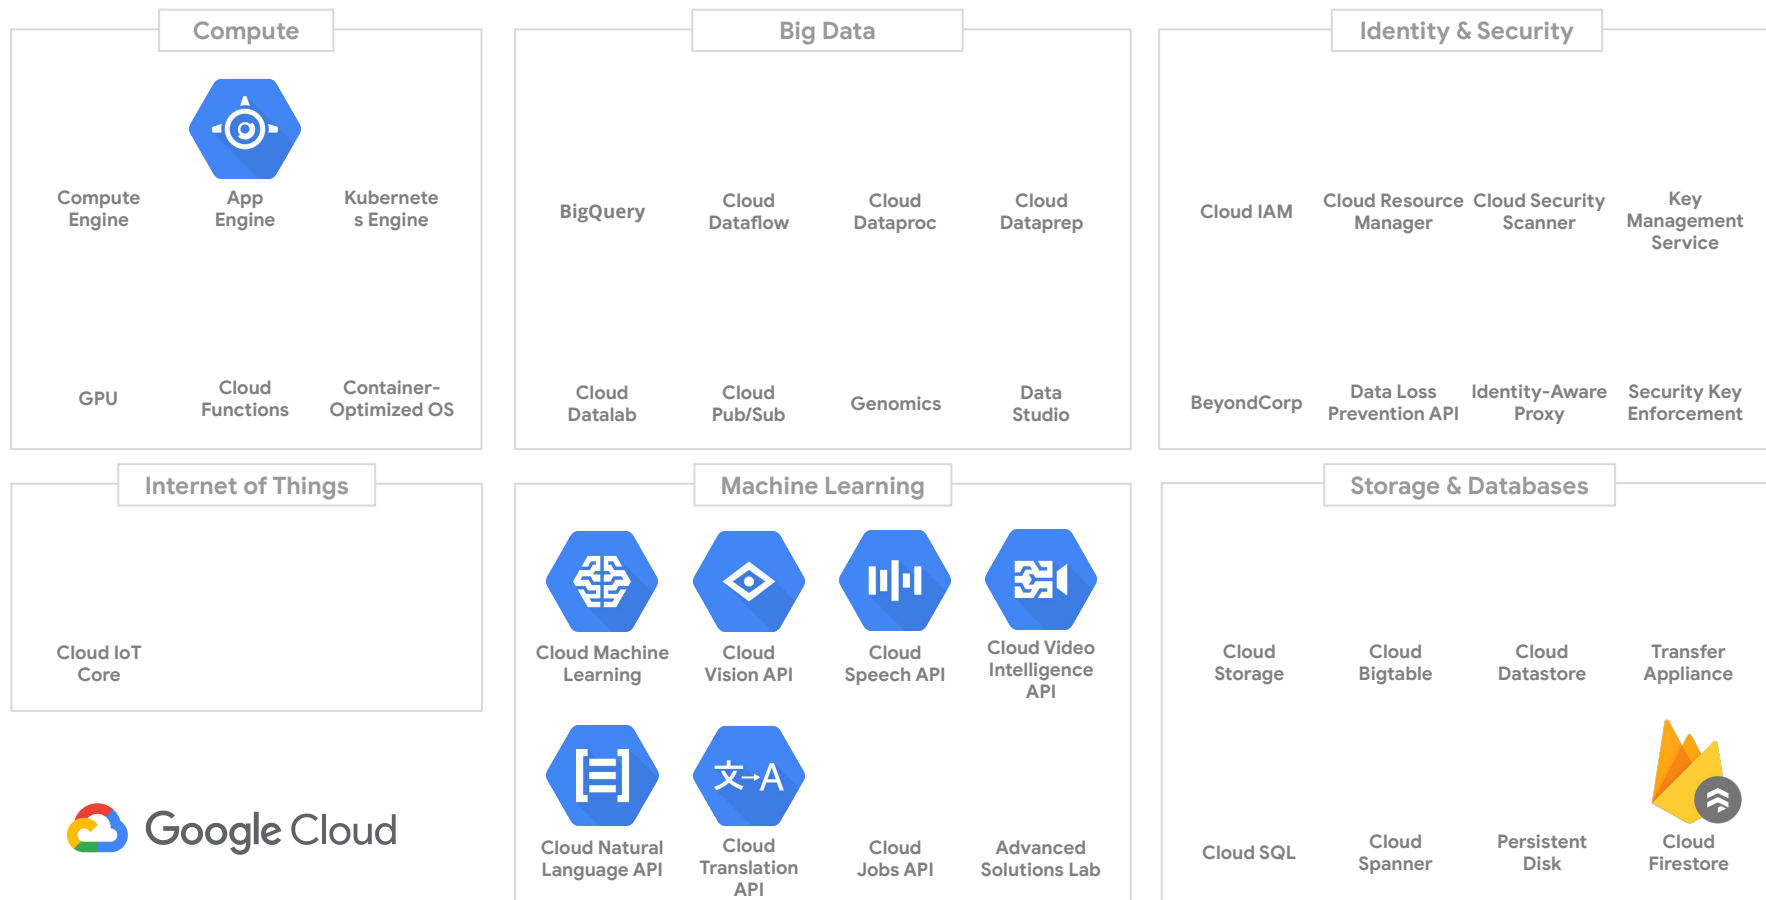 Compute
Compute
Engine
App
Engine
Kubernete
s Engine
GPU
Cloud
Functions
Container-
Optimized OS
Big Data
BigQuery
Cloud
Dataflow
Cloud
Dataproc
Cloud
Dataprep
Cloud
Datalab
Cloud
Pub/Sub
Genomics
Data
Studio
Identity & Security
Cloud IAM
Cloud Resource
Manager
Cloud Security
Scanner
Key
Management
Service
BeyondCorp
Data Loss
Prevention API
Identity-Aware
Proxy
Security Key
Enforcement
Internet of Things
Cloud IoT
Core
Google Cloud
Machine Learning
Cloud Machine
Learning
Cloud
Vision API
Cloud
Speech API
Cloud Video
Intelligence
API
Cloud Natural
Language API
文→A
Cloud
Translation
API
Cloud
Jobs API
Advanced
Solutions Lab
Storage & Databases
Cloud
Storage
Cloud
Bigtable
Cloud
Datastore
Transfer
Appliance
Cloud SQL
Cloud
Spanner
Persistent
Disk
Cloud
Firestore